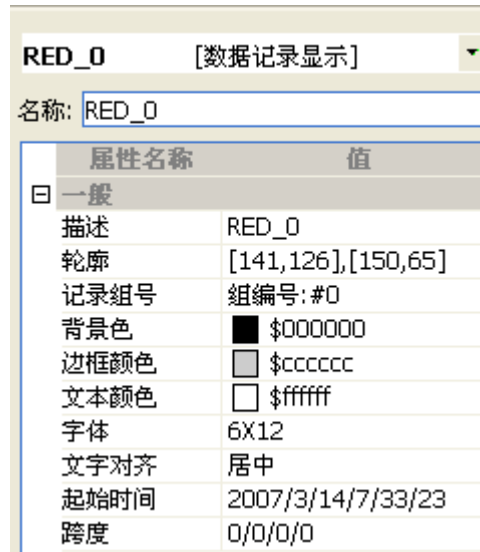 RED_0 [数据记录显示]
名称: RED_0
属性名称 值
一般
描述 RED_0
轮廓 [141,126],[150,65]
记录组号 组编号:#0
背景色 $000000
边框颜色 $cccccc
文本颜色 $ffffff
字体 6X12
文字对齐 居中
起始时间 2007/3/14/7/33/23
跨度 0/0/0/0